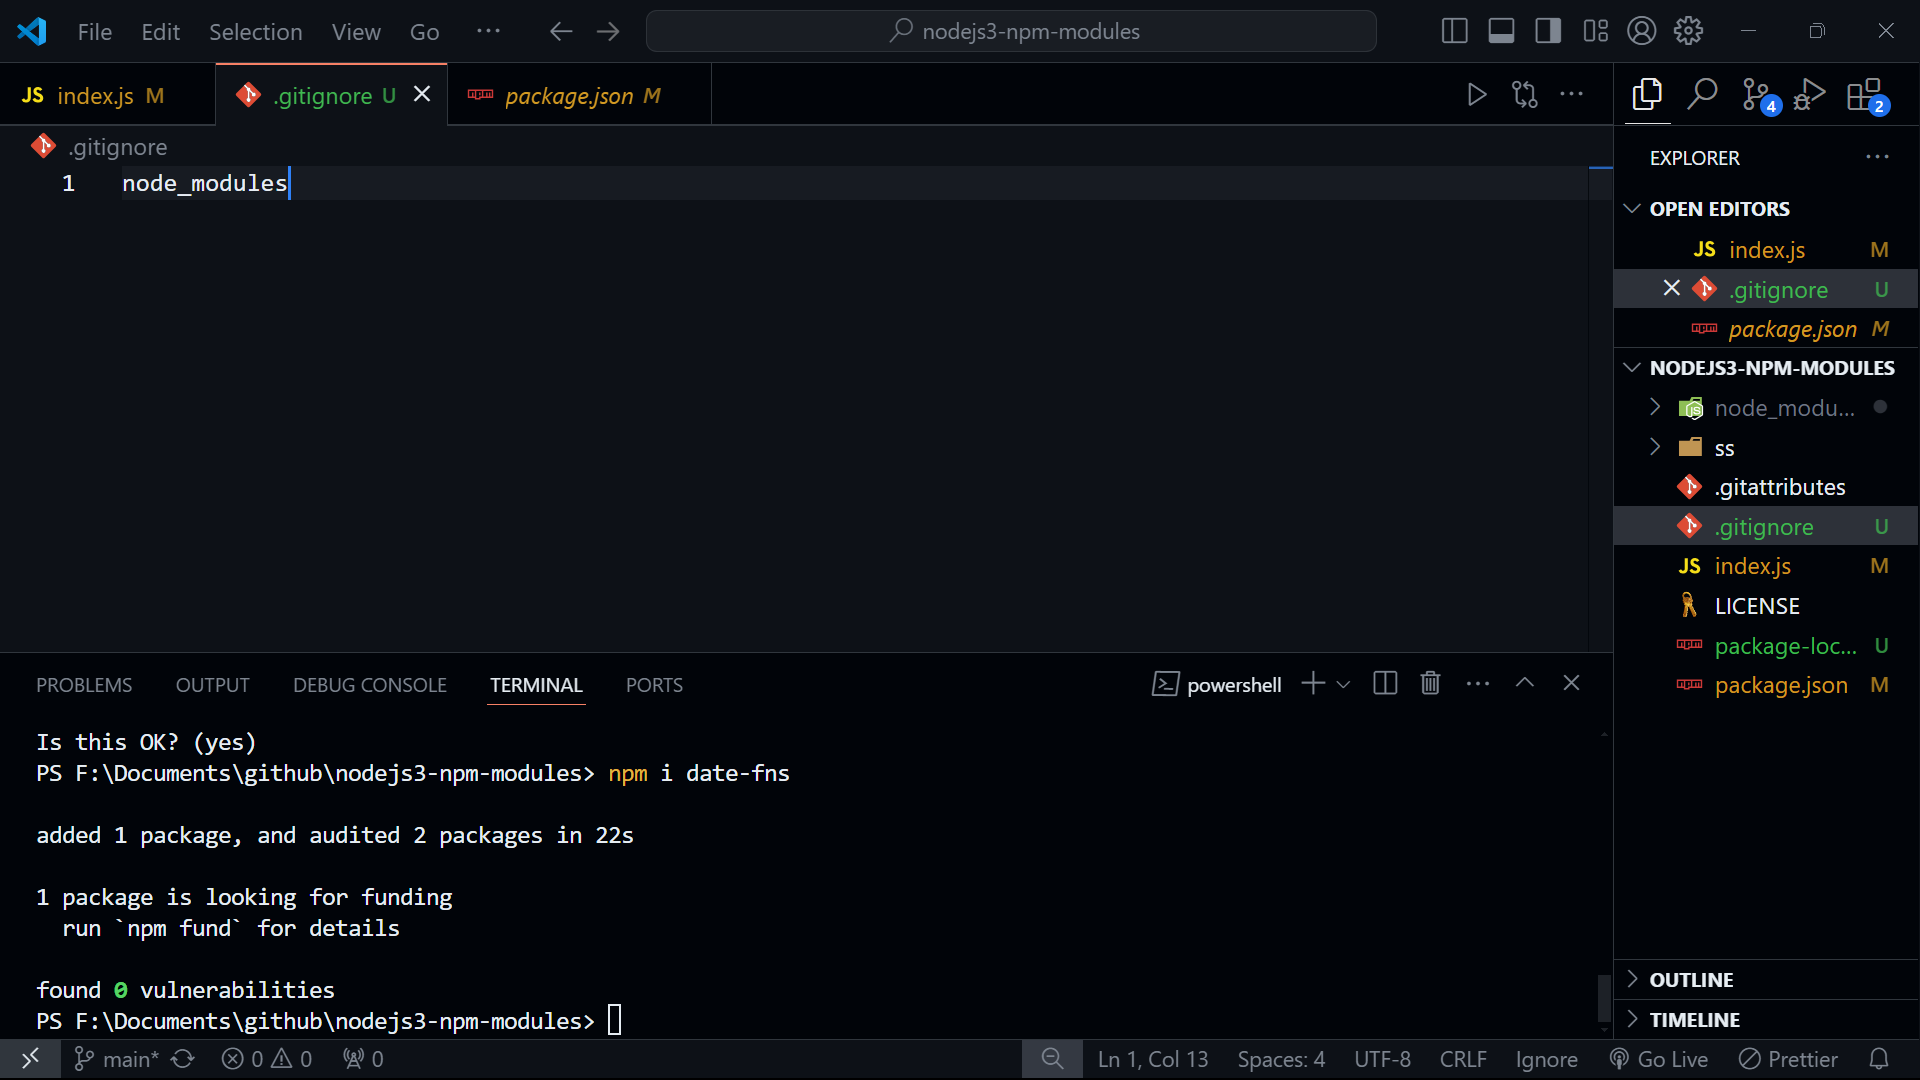 File Edit Selection View Go ··· nodejs3-npm-modules
JS index.js M .gitignore U package.json M
4 2
.gitignore
1 node_modules
EXPLORER
OPEN EDITORS
JS index.js M
.gitignore U
package.json M
NODEJS3-NPM-MODULES
node_modu...
ss
.gitattributes
.gitignore U
JS index.js M
LICENSE
package-loc... U
package.json M
OUTLINE
TIMELINE
PROBLEMS OUTPUT DEBUG CONSOLE TERMINAL PORTS powershell
Is this OK? (yes)
PS F:\Documents\github\nodejs3-npm-modules> npm i date-fns
added 1 package, and audited 2 packages in 22s
1 package is looking for funding
run `npm fund` for details
found 0 vulnerabilities
PS F:\Documents\github\nodejs3-npm-modules>
main* 0 0 0 Ln 1, Col 13 Spaces: 4 UTF-8 CRLF Ignore Go Live Prettier